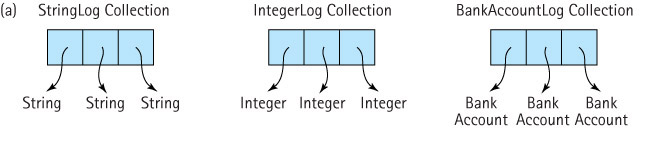 (a) StringLog Collection IntegerLog Collection BankAccountLog Collection
String String String Integer Integer Integer Bank Bank Bank
Account Account Account